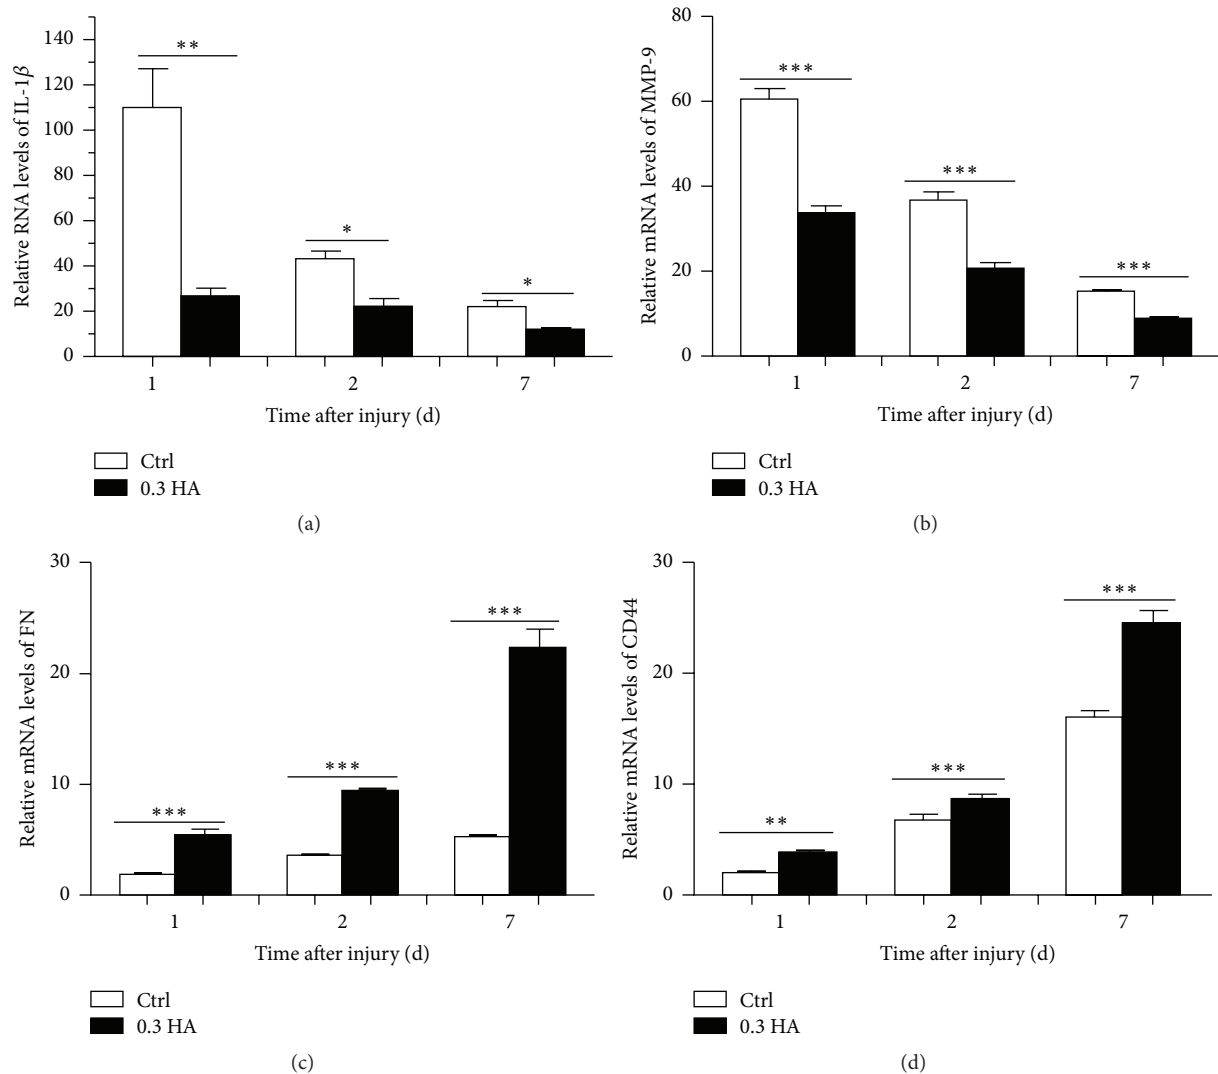 Relative RNA levels of IL-1β
140
120
100
80
60
40
20
0
**
*
*
1 2 7
Time after injury (d)
Ctrl
0.3 HA
(a)
Relative mRNA levels of MMP-9
80
60
40
20
0
***
***
***
1 2 7
Time after injury (d)
Ctrl
0.3 HA
(b)
Relative mRNA levels of FN
30
20
10
0
***
***
***
1 2 7
Time after injury (d)
Ctrl
0.3 HA
(c)
Relative mRNA levels of CD44
30
20
10
0
**
***
***
1 2 7
Time after injury (d)
Ctrl
0.3 HA
(d)